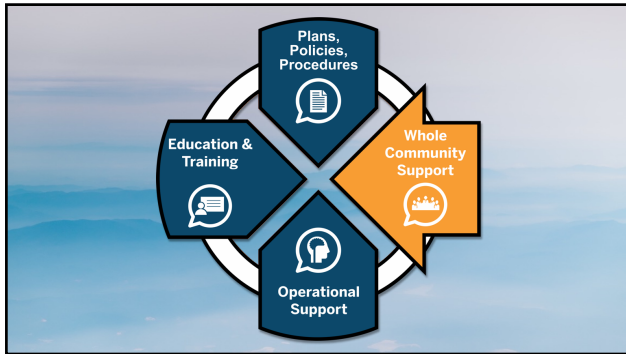 Plans,
Policies,
Procedures
Education &
Training
Whole
Community
Support
Operational
Support